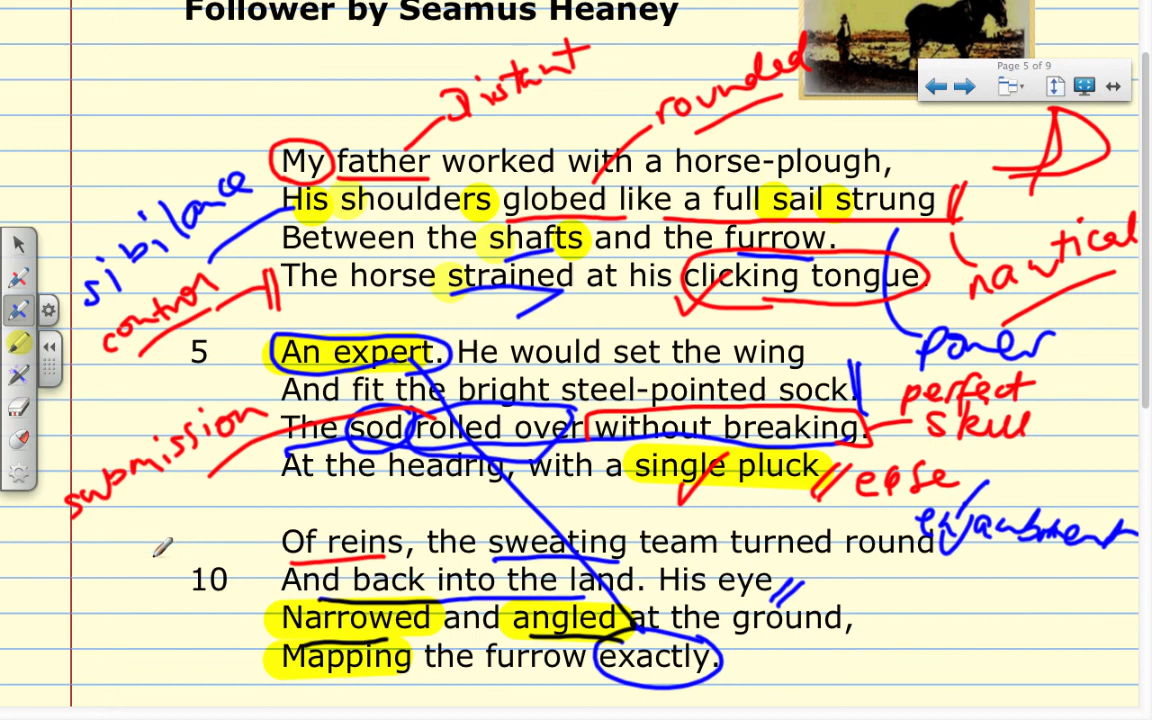 Follower by Seamus Heaney
Page 5 of 9
Distant
rounded
My father worked with a horse-plough,
sibilance
His shoulders globed like a full sail strung
Between the shafts and the furrow.
nautical
control
The horse strained at his clicking tongue.
power
5 An expert. He would set the wing
And fit the bright steel-pointed sock.
perfect
skill
The sod rolled over without breaking.
submission
At the headrig, with a single pluck
ease
enjambment
Of reins, the sweating team turned round
10 And back into the land. His eye
Narrowed and angled at the ground,
Mapping the furrow exactly.